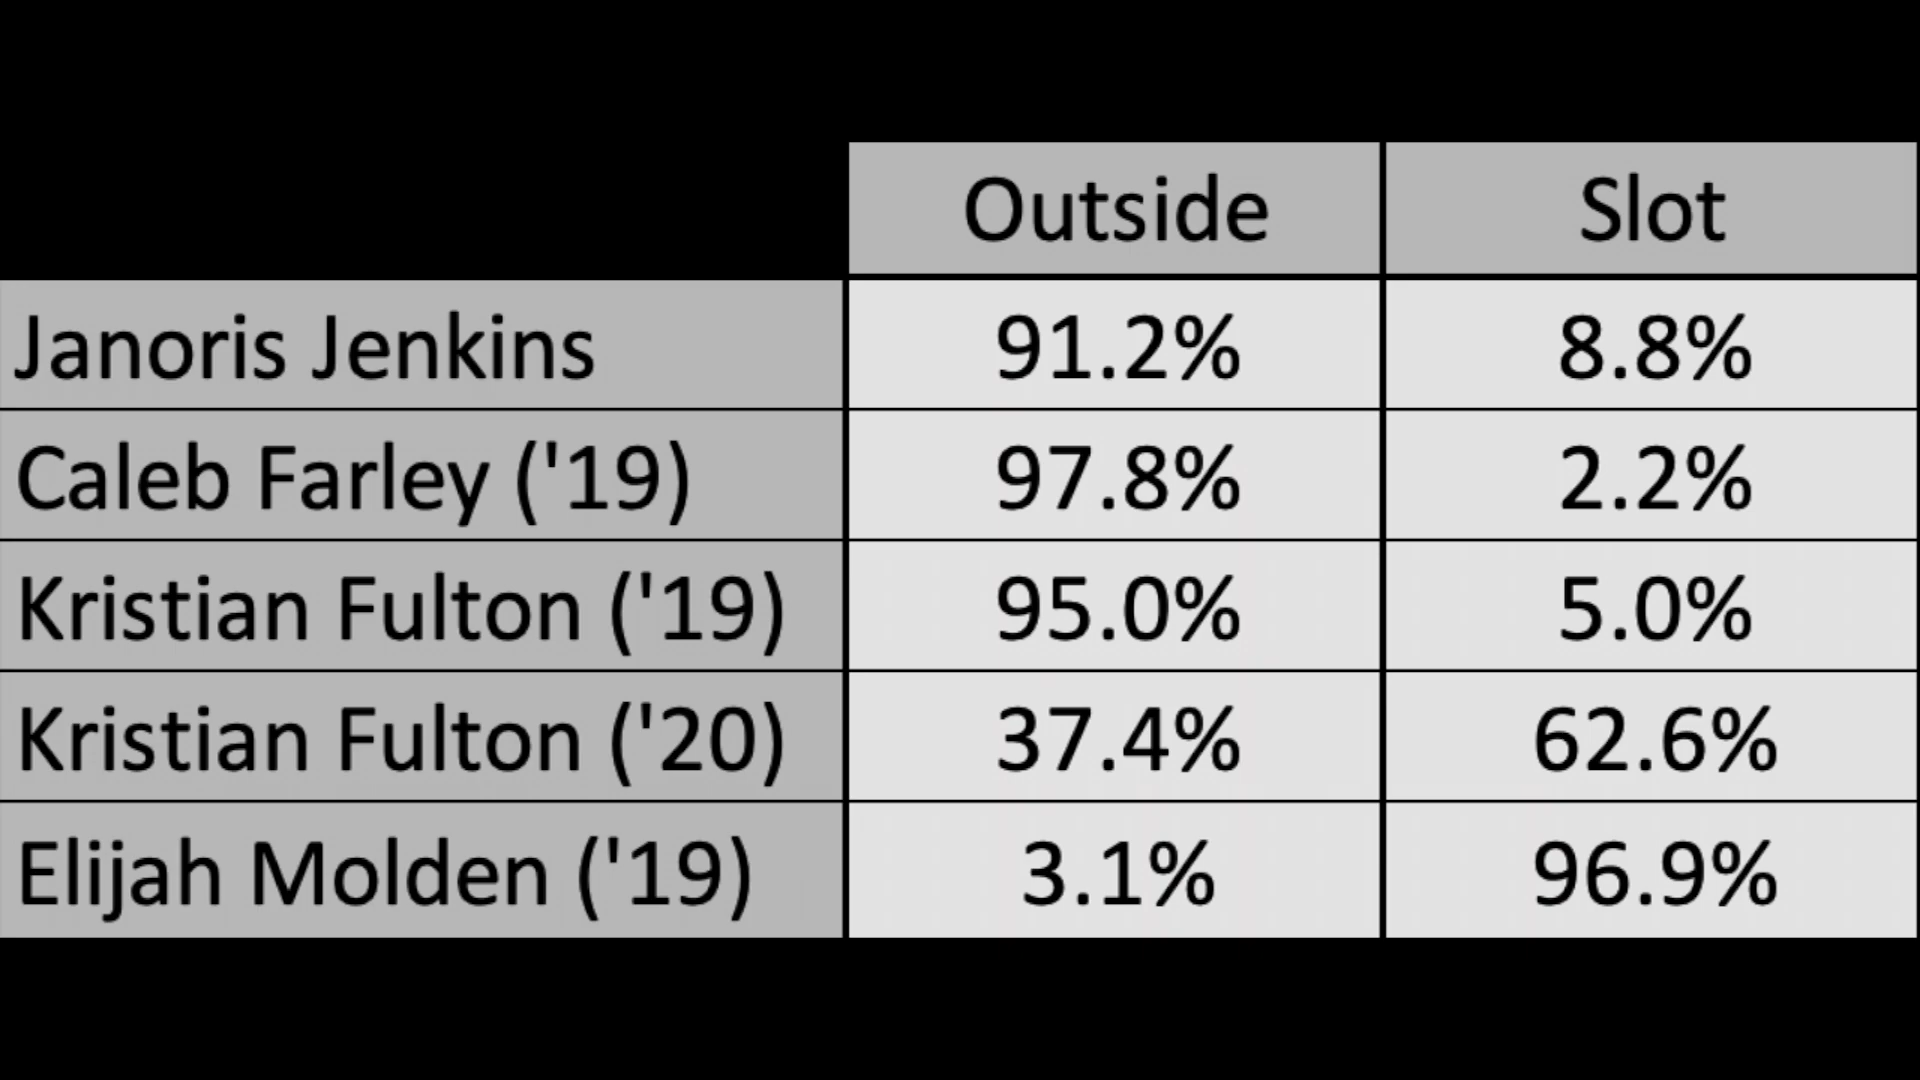 Outside Slot
Janoris Jenkins 91.2% 8.8%
Caleb Farley ('19) 97.8% 2.2%
Kristian Fulton ('19) 95.0% 5.0%
Kristian Fulton ('20) 37.4% 62.6%
Elijah Molden ('19) 3.1% 96.9%